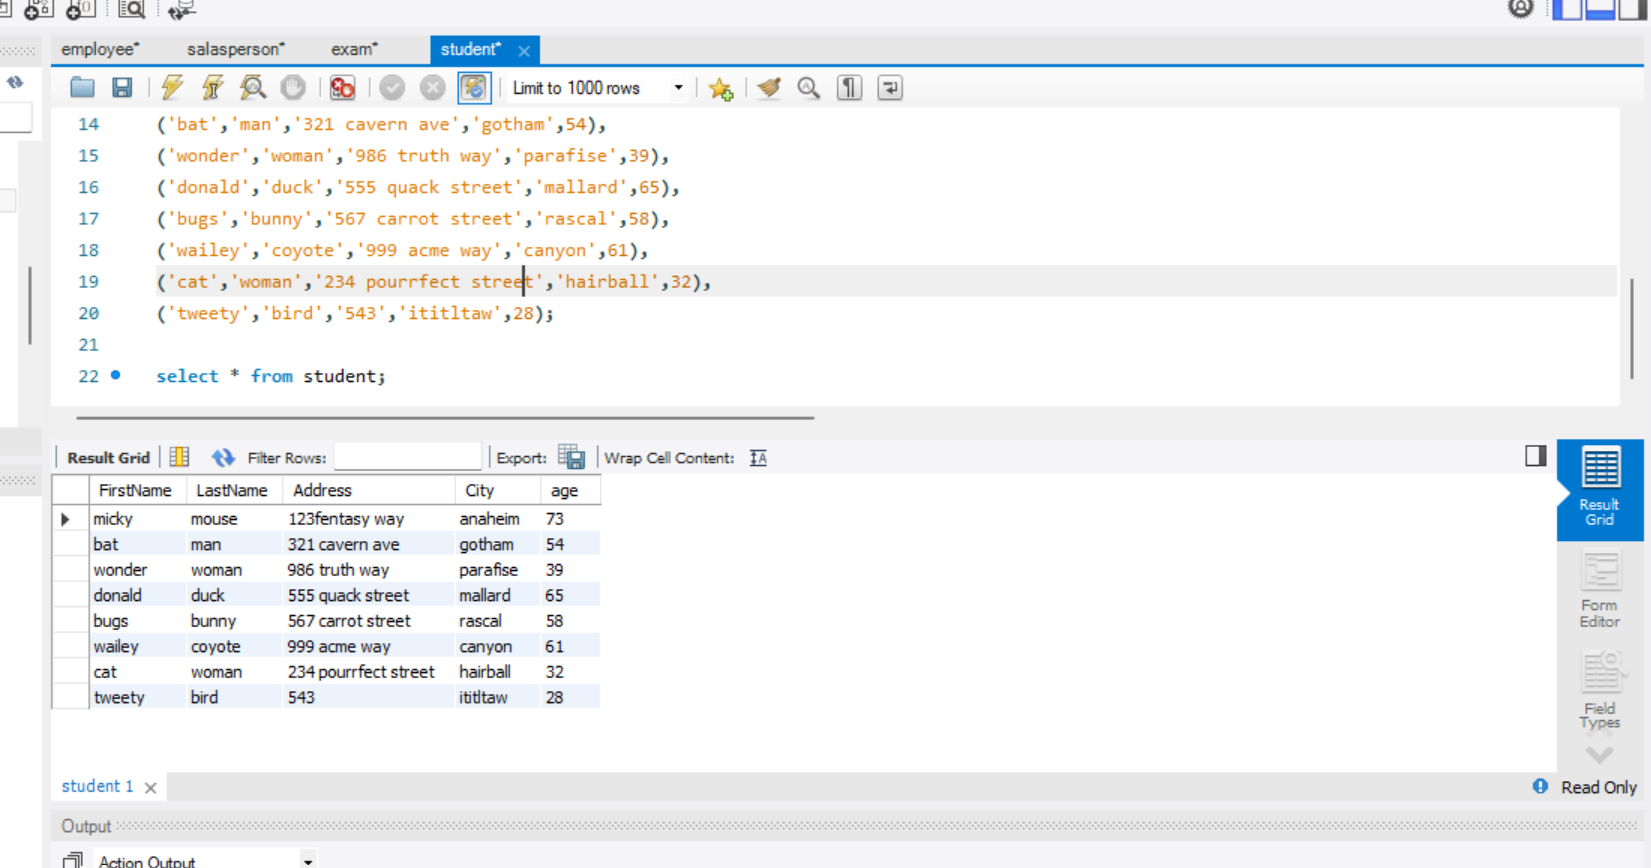 employee* salasperson* exam* student*
Limit to 1000 rows
14 ('bat','man','321 cavern ave','gotham',54),
15 ('wonder','woman','986 truth way','parafise',39),
16 ('donald','duck','555 quack street','mallard',65),
17 ('bugs','bunny','567 carrot street','rascal',58),
18 ('wailey','coyote','999 acme way','canyon',61),
19 ('cat','woman','234 pourrfect street','hairball',32),
20 ('tweety','bird','543','ititltaw',28);
21
22 select * from student;
Result Grid Filter Rows: Export: Wrap Cell Content:
FirstName LastName Address City age
micky mouse 123fentasy way anaheim 73
bat man 321 cavern ave gotham 54
wonder woman 986 truth way parafise 39
donald duck 555 quack street mallard 65
bugs bunny 567 carrot street rascal 58
wailey coyote 999 acme way canyon 61
cat woman 234 pourrfect street hairball 32
tweety bird 543 ititltaw 28
Result
Grid
Form
Editor
Field
Types
student 1
Read Only
Output
Action Output